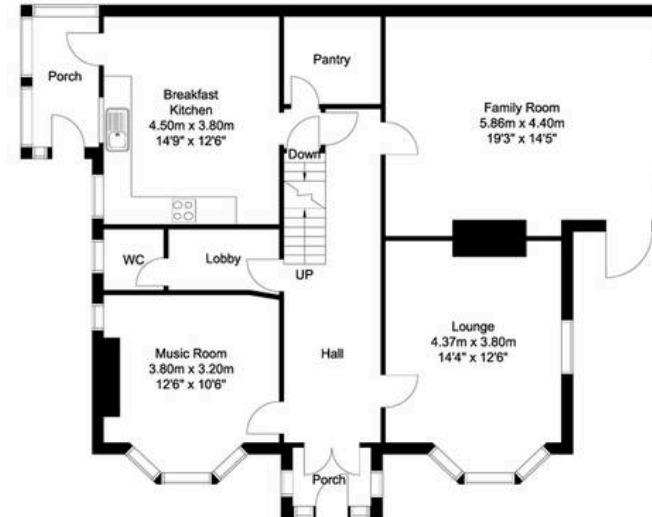 Porch
Breakfast
Kitchen
4.50m x 3.80m
14'9" x 12'6"
Pantry
Family Room
5.86m x 4.40m
19'3" x 14'5"
Down
WC
Lobby
UP
Music Room
3.80m x 3.20m
12'6" x 10'6"
Hall
Lounge
4.37m x 3.80m
14'4" x 12'6"
Porch